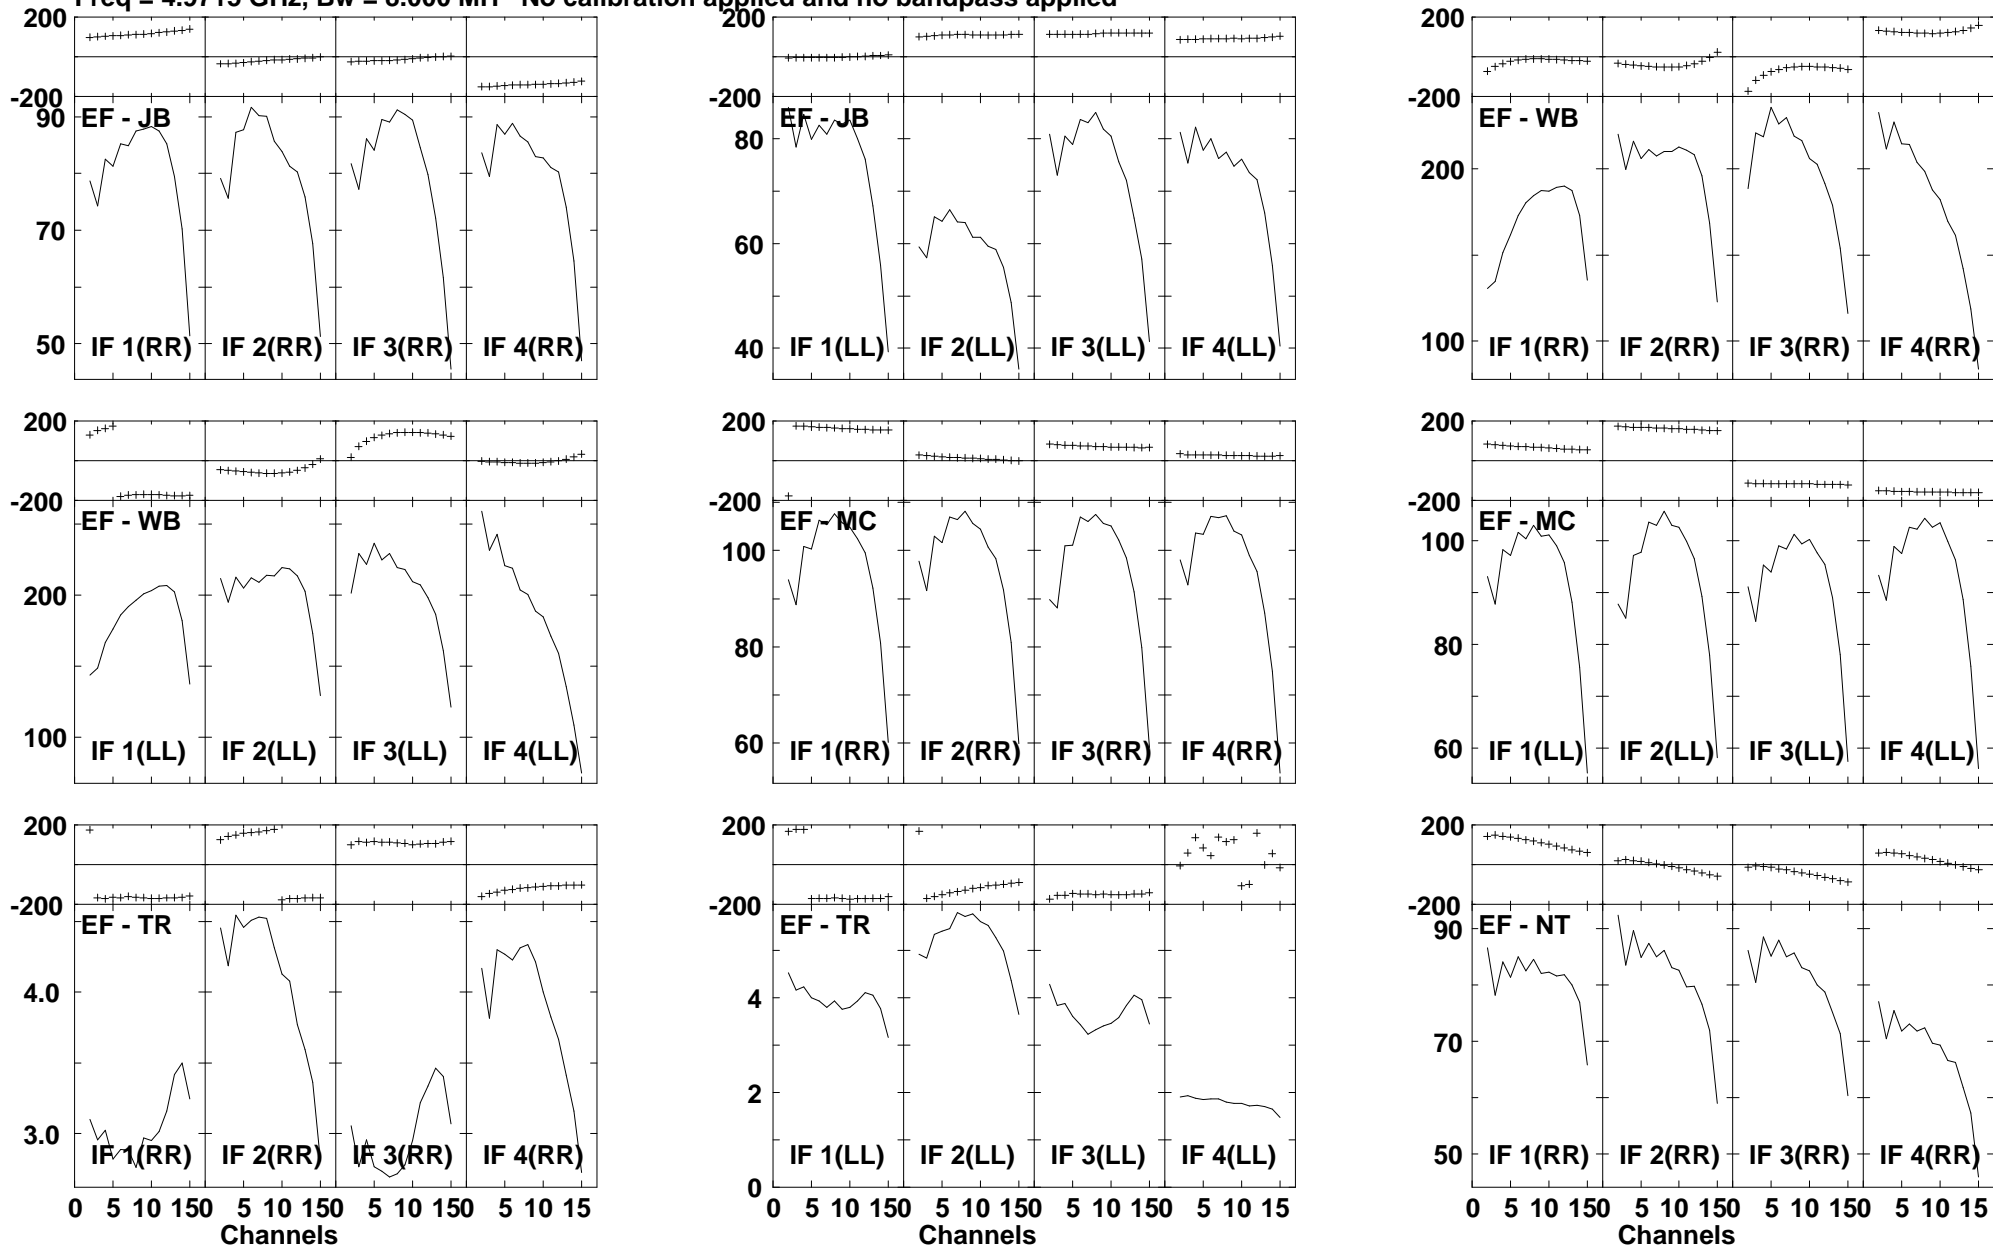 Freq = 4.9715 GHz, Bw = 8.000 MH No calibration applied and no bandpass applied
200 200 200
-200 -200 -200
EF - JB EF - JB EF - WB
90 80 200
70 60
50 40 100
IF 1(RR) IF 2(RR) IF 3(RR) IF 4(RR) IF 1(LL) IF 2(LL) IF 3(LL) IF 4(LL) IF 1(RR) IF 2(RR) IF 3(RR) IF 4(RR)
200 200 200
-200 -200 -200
EF - WB EF - MC EF - MC
200 100 100
80 80
100 60 60
IF 1(LL) IF 2(LL) IF 3(LL) IF 4(LL) IF 1(RR) IF 2(RR) IF 3(RR) IF 4(RR) IF 1(LL) IF 2(LL) IF 3(LL) IF 4(LL)
200 200 200
-200 -200 -200
EF - TR EF - TR EF - NT
90
4.0 4 70
3.0 2 50
IF 1(RR) IF 2(RR) IF 3(RR) IF 4(RR) IF 1(LL) IF 2(LL) IF 3(LL) IF 4(LL) IF 1(RR) IF 2(RR) IF 3(RR) IF 4(RR)
0
0 5 10 150 5 10 150 5 10 150 5 10 15 0 5 10 150 5 10 150 5 10 150 5 10 15 0 5 10 150 5 10 150 5 10 150 5 10 15
Channels Channels Channels